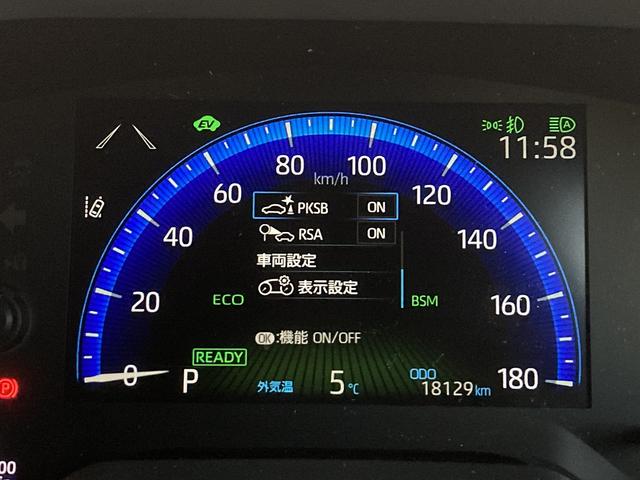 EV
A
11:58
80
100
km/h
60
120
PKSB ON
RSA ON
40
140
車両設定
表示設定
20
ECO
BSM
160
OK:機能 ON/OFF
READY
0
P
外気温
5℃
ODO
18129km
180
P
00